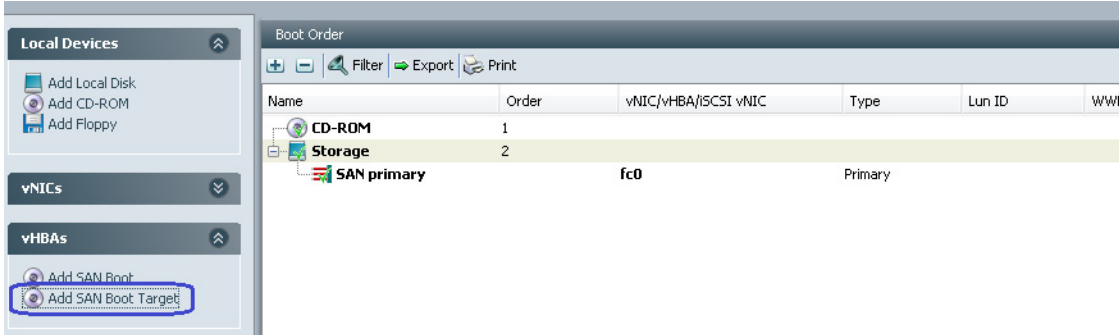 Local Devices
Add Local Disk
Add CD-ROM
Add Floppy
vNICs
vHBAs
Add SAN Boot
Add SAN Boot Target
Boot Order
Filter Export Print
Name Order vNIC/vHBA/iSCSI vNIC Type Lun ID
CD-ROM 1
Storage 2
SAN primary fc0 Primary